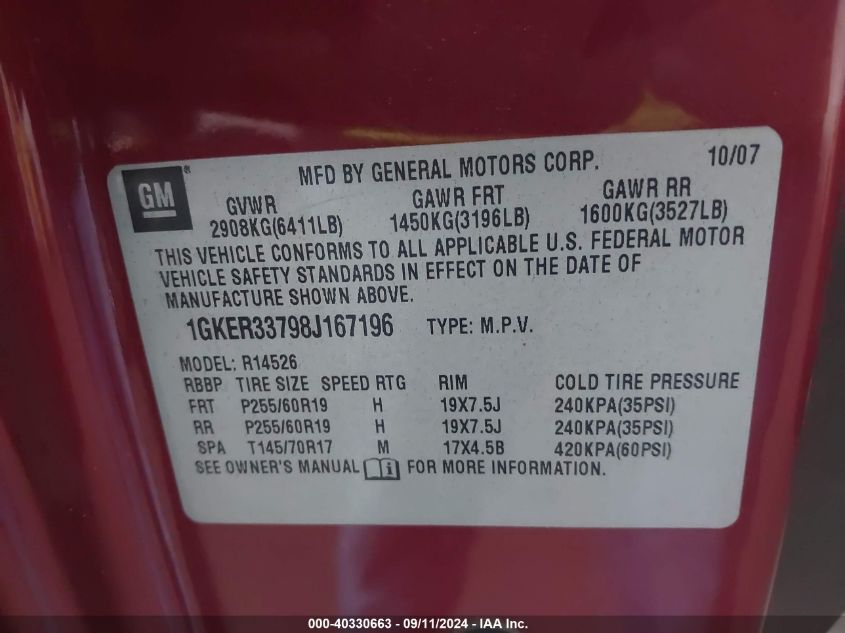 GM®
MFD BY GENERAL MOTORS CORP. 10/07
GVWR GAWR FRT GAWR RR
2908KG(6411LB) 1450KG(3196LB) 1600KG(3527LB)
THIS VEHICLE CONFORMS TO ALL APPLICABLE U.S. FEDERAL MOTOR
VEHICLE SAFETY STANDARDS IN EFFECT ON THE DATE OF
MANUFACTURE SHOWN ABOVE.
1GKER33798J167196 TYPE: M.P.V.
MODEL: R14526
RBBP TIRE SIZE SPEED RTG RIM COLD TIRE PRESSURE
FRT P255/60R19 H 19X7.5J 240KPA(35PSI)
RR P255/60R19 H 19X7.5J 240KPA(35PSI)
SPA T145/70R17 M 17X4.5B 420KPA(60PSI)
SEE OWNER'S MANUAL i FOR MORE INFORMATION.
000-40330663 - 09/11/2024 - IAA Inc.